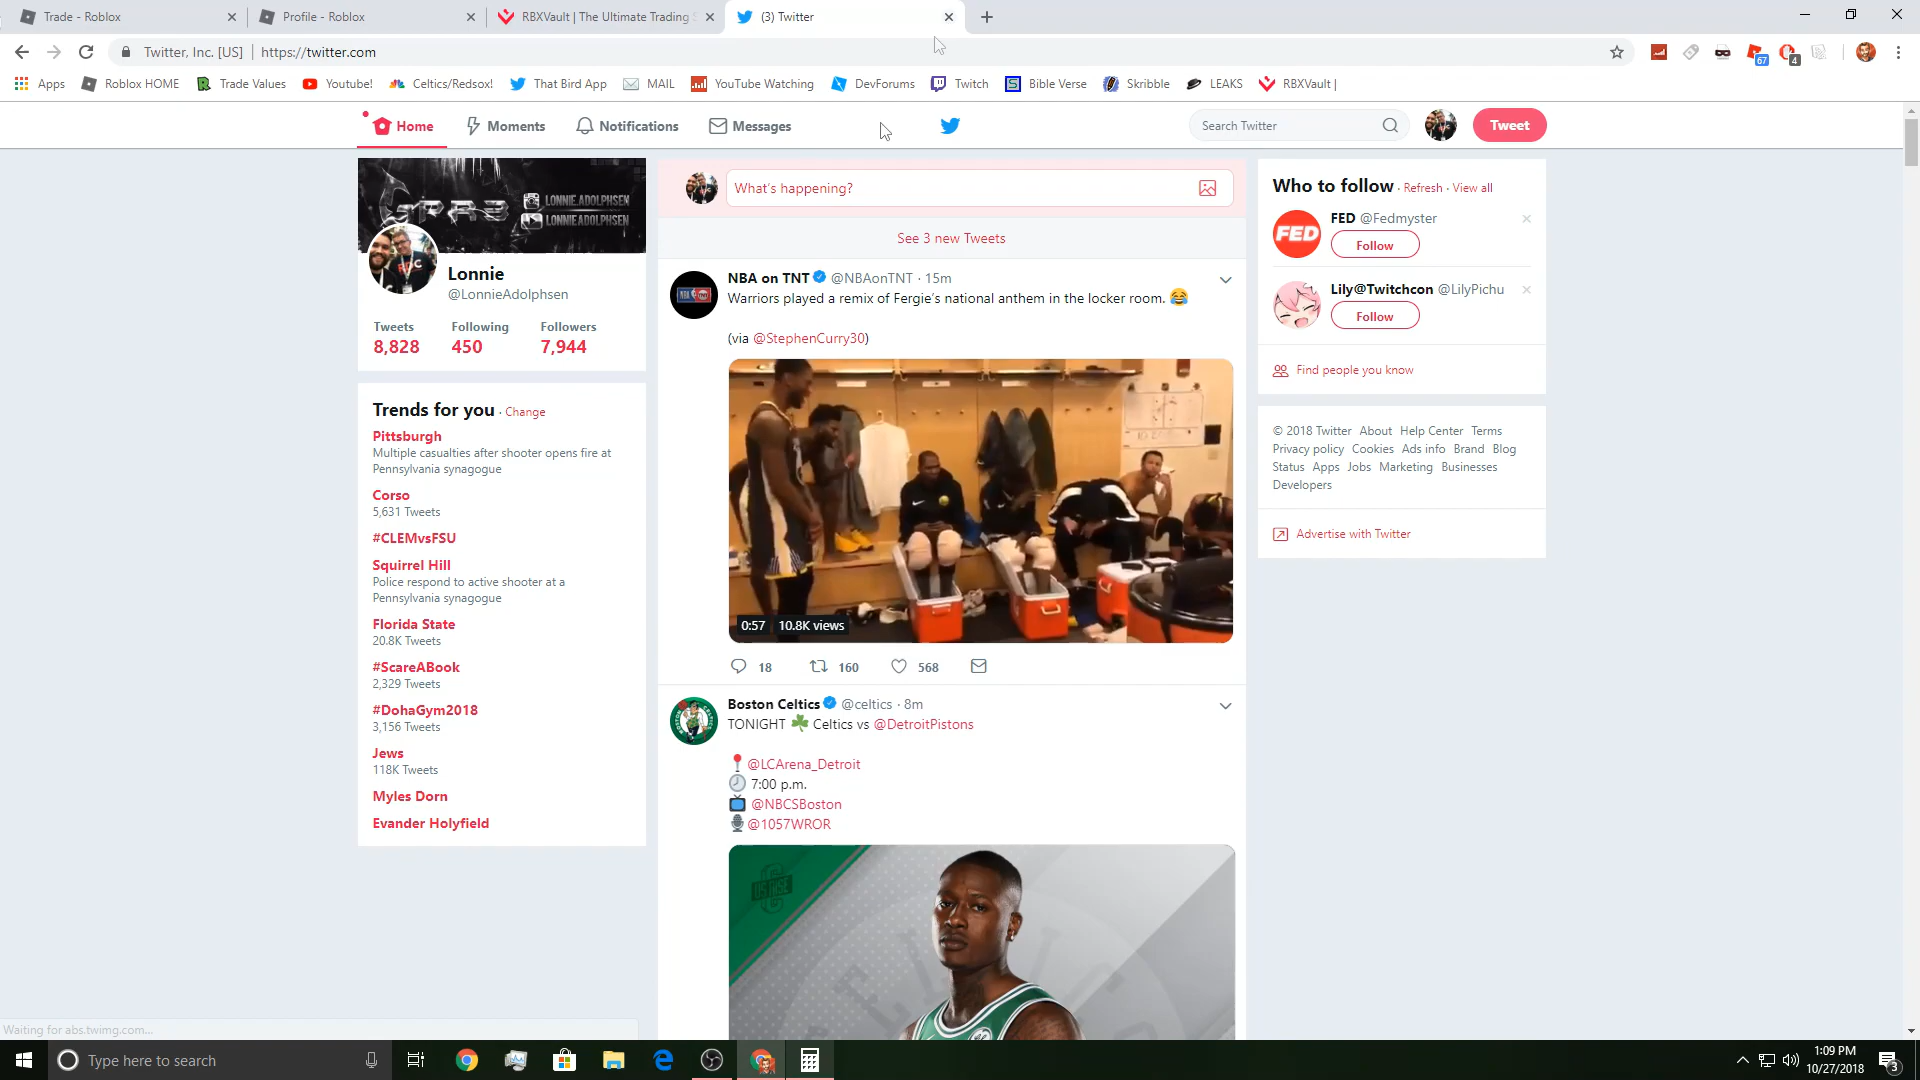 Trade - Roblox
Profile - Roblox
RBXVault | The Ultimate Trading
(3) Twitter
Twitter, Inc. [US] | https://twitter.com
67
4
Apps
Roblox HOME
Trade Values
Youtube!
Celtics/Redsox!
That Bird App
MAIL
YouTube Watching
DevForums
Twitch
Bible Verse
Skribble
LEAKS
RBXVault |
Home
Moments
Notifications
Messages
Search Twitter
Tweet
LONNIE.ADOLPHSEN
LONNIEADOLPHSEN
Lonnie
@LonnieAdolphsen
Tweets Following Followers
8,828 450 7,944
Trends for you · Change
Pittsburgh
Multiple casualties after shooter opens fire at
Pennsylvania synagogue
Corso
5,631 Tweets
#CLEMvsFSU
Squirrel Hill
Police respond to active shooter at a
Pennsylvania synagogue
Florida State
20.8K Tweets
#ScareABook
2,329 Tweets
#DohaGym2018
3,156 Tweets
Jews
118K Tweets
Myles Dorn
Evander Holyfield
What's happening?
See 3 new Tweets
NBA on TNT @NBAonTNT · 15m
Warriors played a remix of Fergie's national anthem in the locker room. 😂
(via @StephenCurry30)
0:57 10.8K views
18 160 568
Boston Celtics @celtics · 8m
TONIGHT ☘️ Celtics vs @DetroitPistons
📍@LCArena_Detroit
🕗 7:00 p.m.
📺 @NBCSBoston
🎙@1057WROR
Who to follow · Refresh · View all
FED
FED @Fedmyster
Follow
Lily@Twitchcon @LilyPichu
Follow
Find people you know
© 2018 Twitter About Help Center Terms
Privacy policy Cookies Ads info Brand Blog
Status Apps Jobs Marketing Businesses
Developers
Advertise with Twitter
Waiting for abs.twimg.com...
Type here to search
1:09 PM
10/27/2018
3